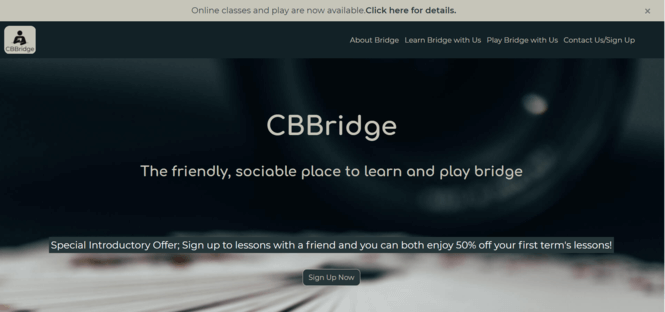 Online classes and play are now available.Click here for details.
×
CBBridge
About Bridge Learn Bridge with Us Play Bridge with Us Contact Us/Sign Up
CBBridge
The friendly, sociable place to learn and play bridge
Special Introductory Offer; Sign up to lessons with a friend and you can both enjoy 50% off your first term's lessons!
Sign Up Now